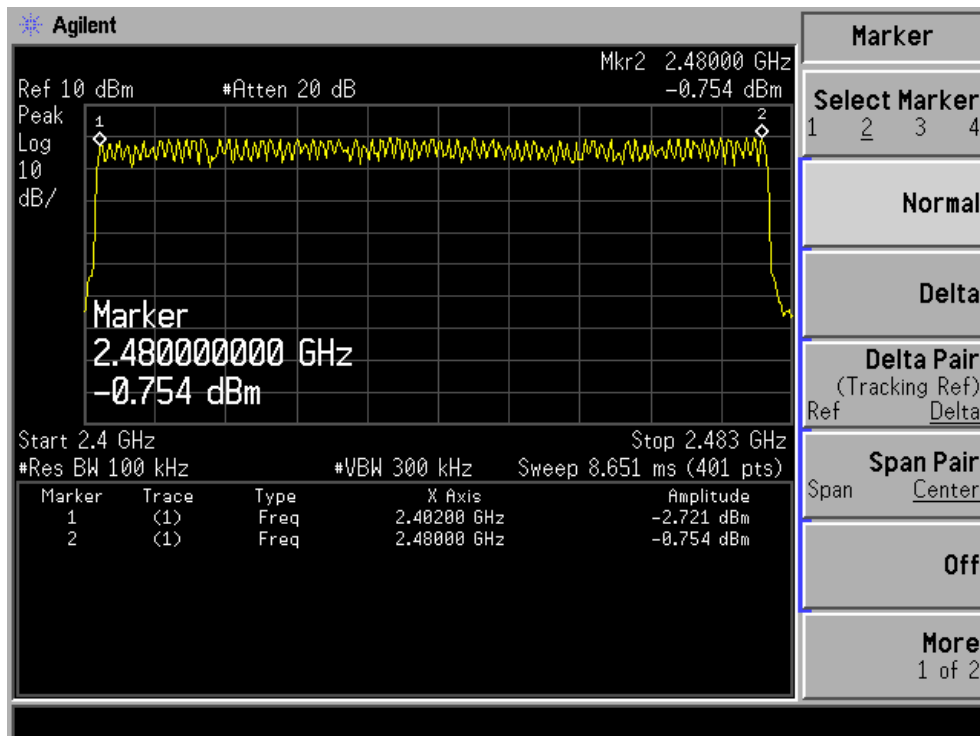 Agilent
Mkr2 2.48000 GHz
Ref 10 dBm #Atten 20 dB -0.754 dBm
Peak
Log
10
dB/
1
2
Marker
2.480000000 GHz
-0.754 dBm
Start 2.4 GHz Stop 2.483 GHz
#Res BW 100 kHz #VBW 300 kHz Sweep 8.651 ms (401 pts)
Marker Trace Type X Axis Amplitude
1 (1) Freq 2.40200 GHz -2.721 dBm
2 (1) Freq 2.48000 GHz -0.754 dBm
Marker
Select Marker
1 2 3 4
Normal
Delta
Delta Pair
(Tracking Ref)
Ref Delta
Span Pair
Span Center
Off
More
1 of 2